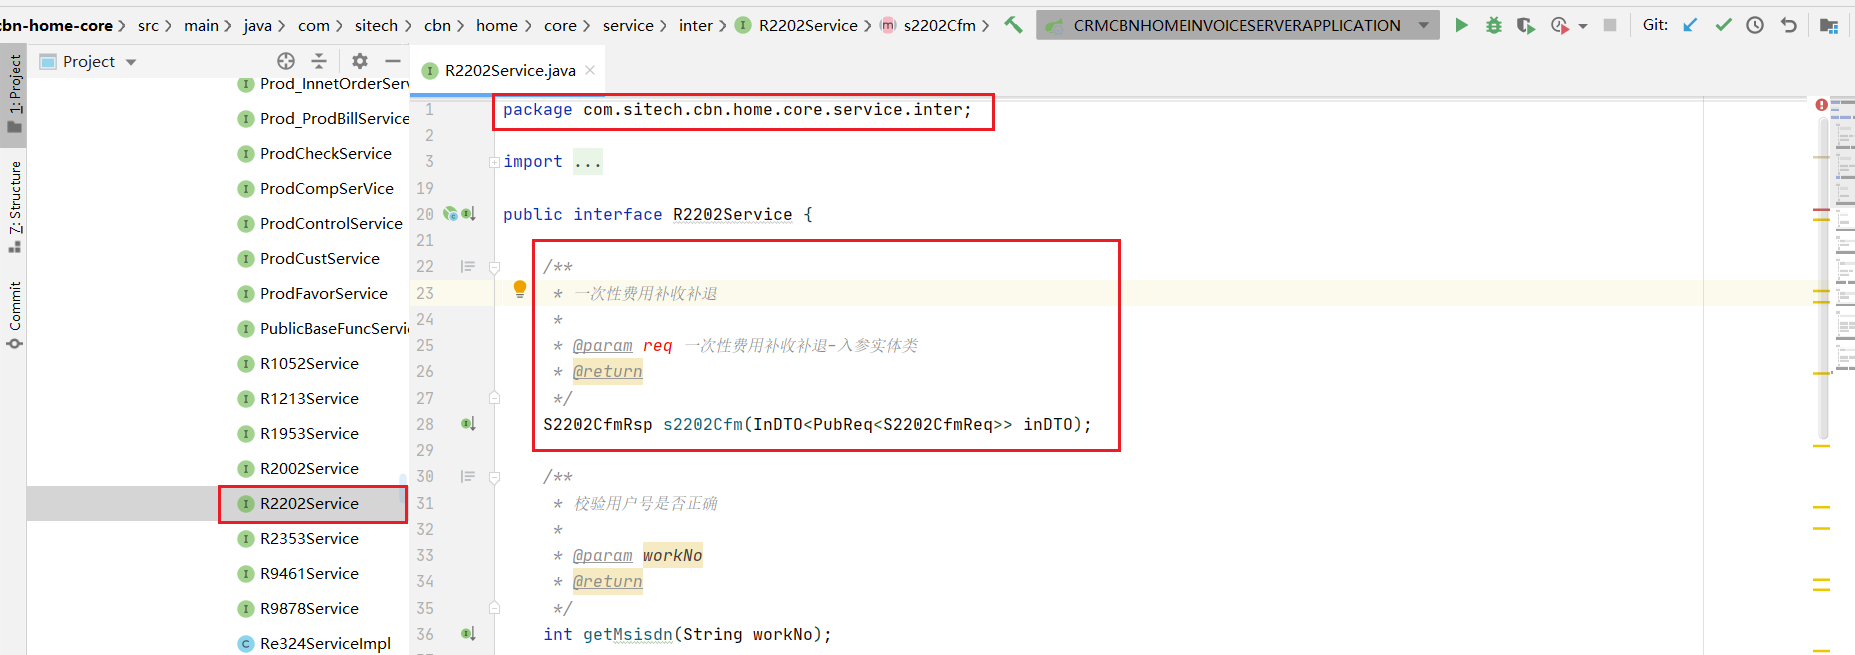 cbn-home-core > src > main > java > com > sitech > cbn > home > core > service > inter > R2202Service > s2202Cfm > CRMCBNHOMEINVOICESERVERAPPLICATION Git:
Project
R2202Service.java
1: Project
7: Structure
Commit
Prod_InnetOrderServ
Prod_ProdBillService
ProdCheckService
ProdCompSerVice
ProdControlService
ProdCustService
ProdFavorService
PublicBaseFuncServi
R1052Service
R1213Service
R1953Service
R2002Service
R2202Service
R2353Service
R9461Service
R9878Service
Re324ServiceImpl
1 package com.sitech.cbn.home.core.service.inter;
2
3 import ...
19
20 public interface R2202Service {
21
22 /**
23 * 一次性费用补收补退
24 *
25 * @param req 一次性费用补收补退-入参实体类
26 * @return
27 */
28 S2202CfmRsp s2202Cfm(InDTO<PubReq<S2202CfmReq>> inDTO);
29
30 /**
31 * 校验用户号是否正确
32 *
33 * @param workNo
34 * @return
35 */
36 int getMsisdn(String workNo);